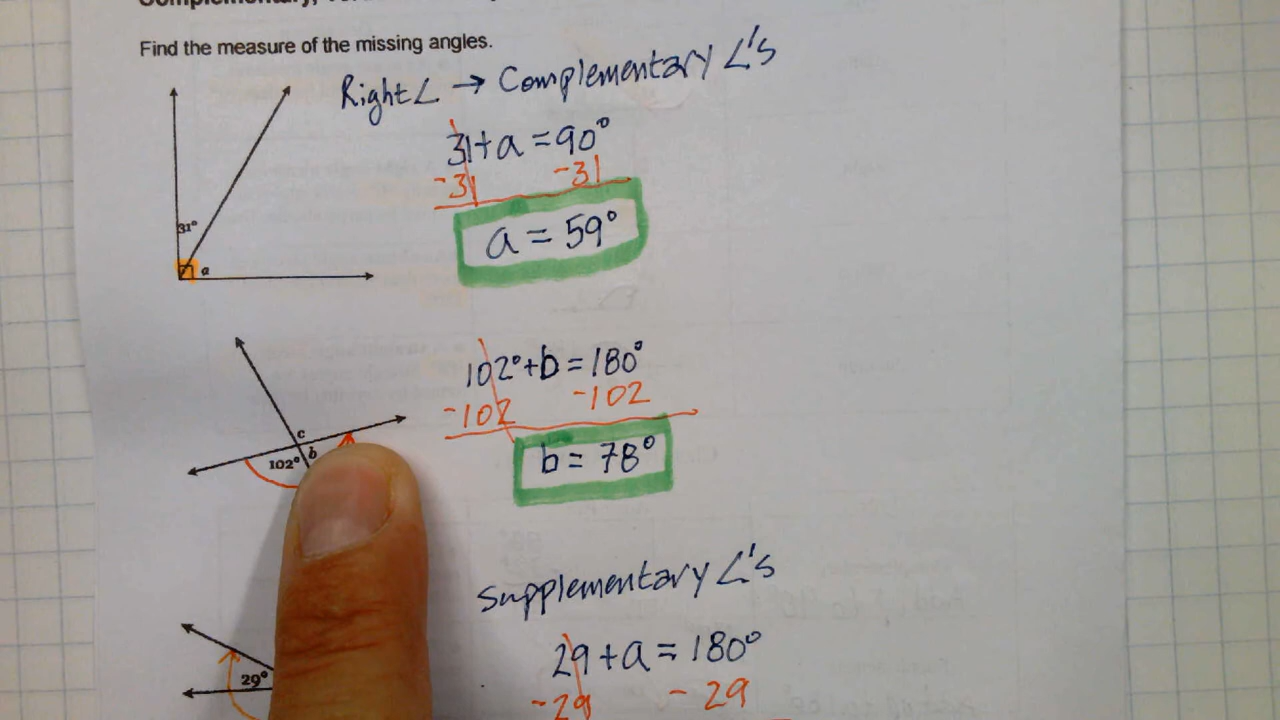 Complementary,
Find the measure of the missing angles.
Right∠ → Complementary ∠'s
31+a = 90°
-31 -31
a = 59°
31°
a
102°+b = 180°
-102 -102
b = 78°
c
102° b
Supplementary ∠'s
29 + a = 180°
-29 - 29
29°